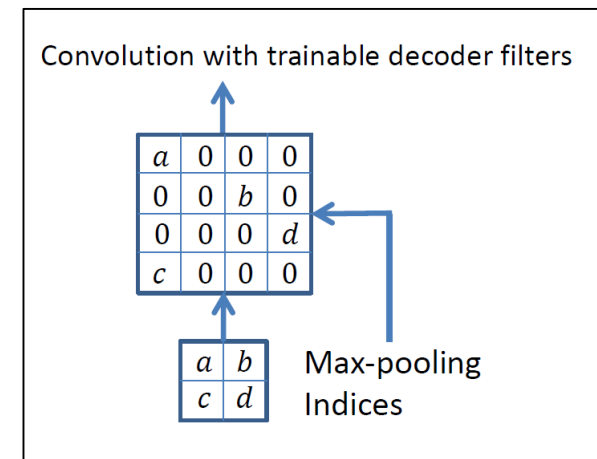 Convolution with trainable decoder filters
a 0 0 0
0 0 b 0
0 0 0 d
c 0 0 0
a b
c d
Max-pooling
Indices